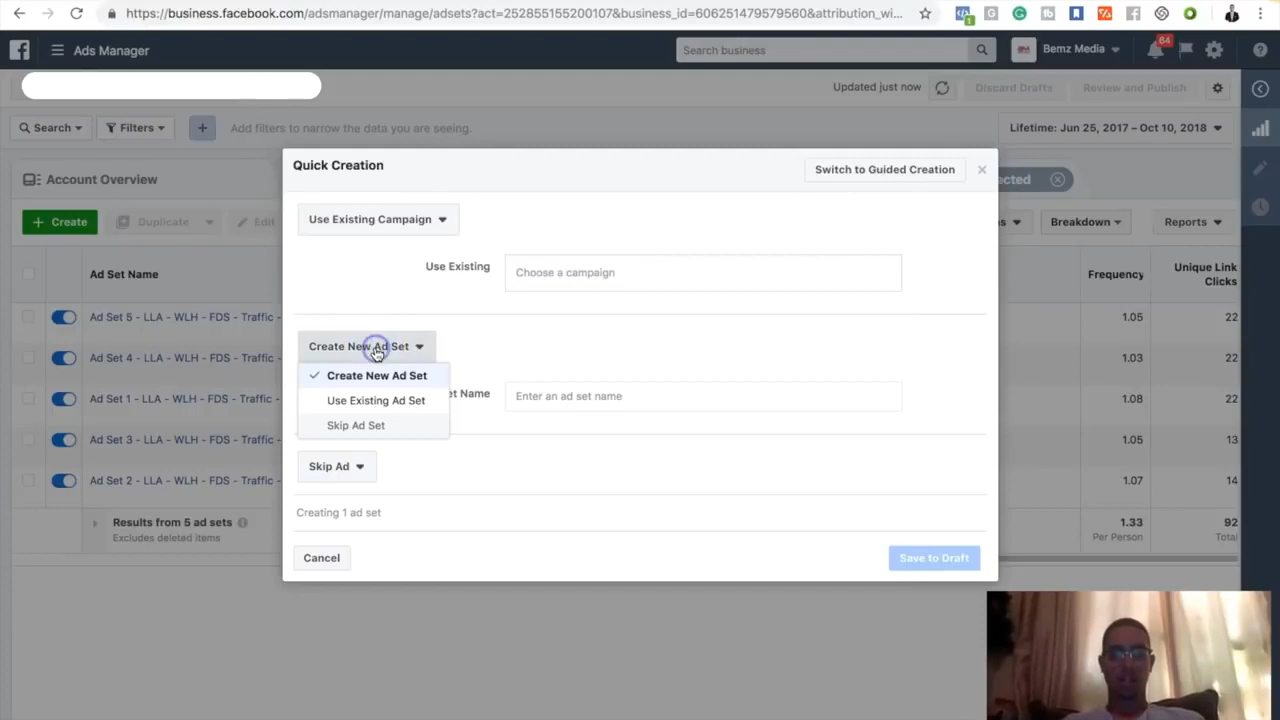 https://business.facebook.com/adsmanager/manage/adsets?act=252855155200107&business_id=606251479579560&attribution_wi...
1
Ads Manager
Search business
Bemz Media
64
Updated just now
Discard Drafts
Review and Publish
Search
Filters
Add filters to narrow the data you are seeing.
Lifetime: Jun 25, 2017 – Oct 10, 2018
Account Overview
Quick Creation
Switch to Guided Creation
Create
Duplicate
Edit
Use Existing Campaign
Breakdown
Reports
Ad Set Name
Use Existing
Choose a campaign
Frequency
Unique Link
Clicks
Ad Set 5 - LLA - WLH - FDS - Traffic -
1.05
22
Create New Ad Set
Ad Set 4 - LLA - WLH - FDS - Traffic -
1.03
22
Create New Ad Set
Use Existing Ad Set
Skip Ad Set
Name
Enter an ad set name
Ad Set 1 - LLA - WLH - FDS - Traffic -
1.08
22
Ad Set 3 - LLA - WLH - FDS - Traffic -
1.05
13
Skip Ad
Ad Set 2 - LLA - WLH - FDS - Traffic -
1.07
14
Creating 1 ad set
Results from 5 ad sets
Excludes deleted items
1.33
Per Person
92
Total
Cancel
Save to Draft